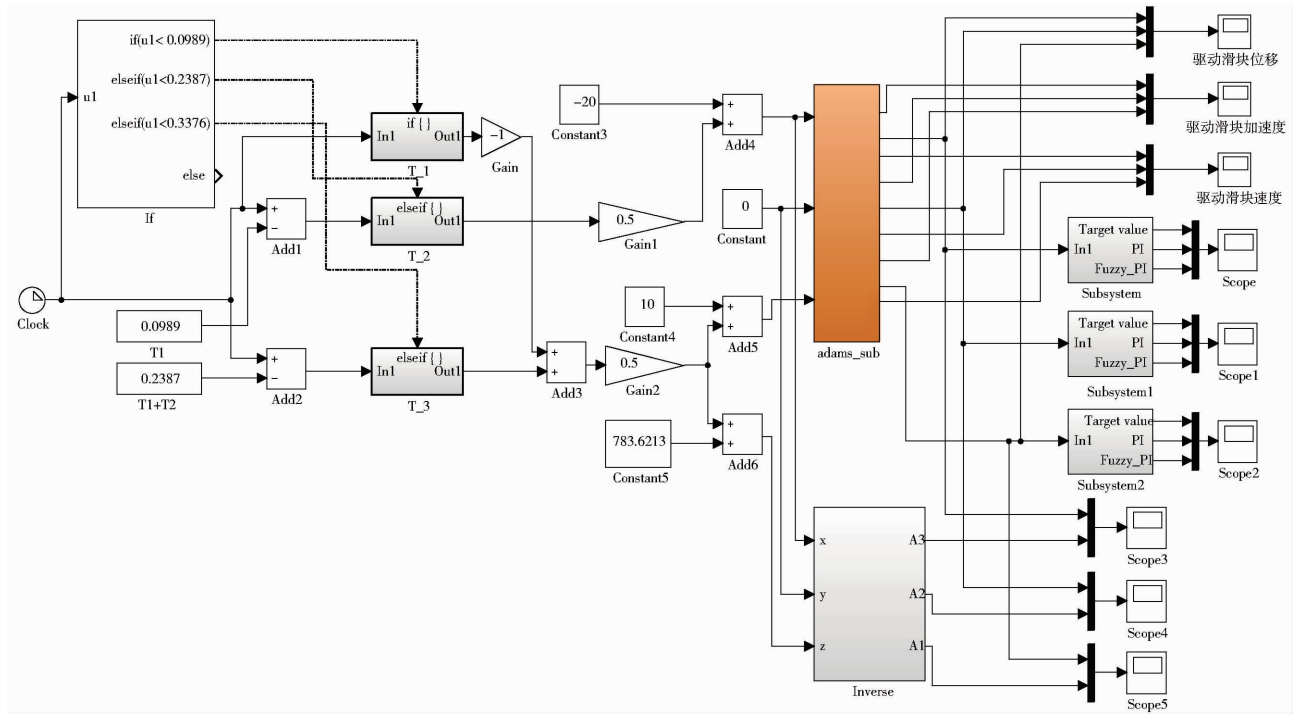 if(u1< 0.0989)
elseif(u1<0.2387)
elseif(u1<0.3376)
u1
else
If
if { }
In1 Out1
T_1
-1
Gain
elseif { }
In1 Out1
T_2
+
−
Add1
Clock
0.0989
T1
0.2387
T1+T2
+
−
Add2
elseif { }
In1 Out1
T_3
+
+
Add3
−20
Constant3
+
+
Add4
0.5
Gain1
0
Constant
10
Constant4
+
+
Add5
0.5
Gain2
783.6213
Constant5
+
+
Add6
adams_sub
x A3
y A2
z A1
Inverse
驱动滑块位移
驱动滑块加速度
驱动滑块速度
Target value
In1 PI
Fuzzy_PI
Subsystem
Scope
Target value
In1 PI
Fuzzy_PI
Subsystem1
Scope1
Target value
In1 PI
Fuzzy_PI
Subsystem2
Scope2
Scope3
Scope4
Scope5